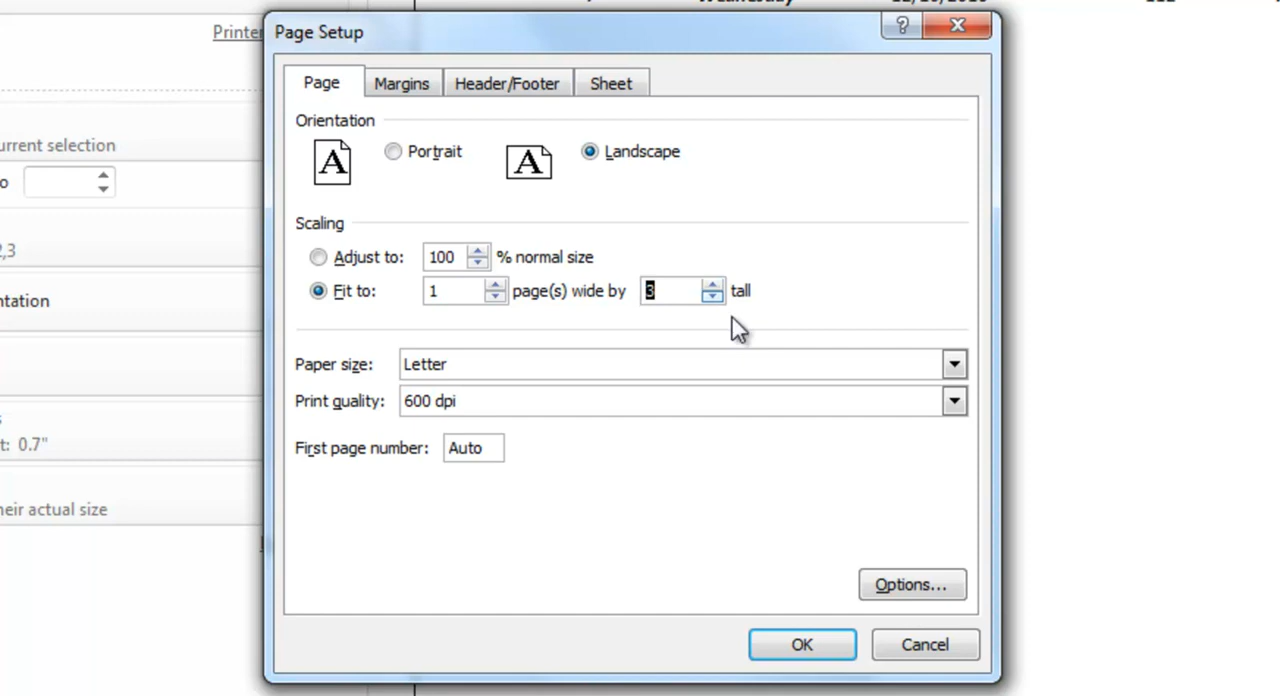 Wednesday
Printer
Page Setup
?
Page
Margins
Header/Footer
Sheet
Orientation
urrent selection
A
Portrait
A
Landscape
o
Scaling
2,3
Adjust to:
100
% normal size
ntation
Fit to:
1
page(s) wide by
3
tall
Paper size:
Letter
Print quality:
600 dpi
t: 0.7"
First page number:
Auto
heir actual size
Options...
OK
Cancel